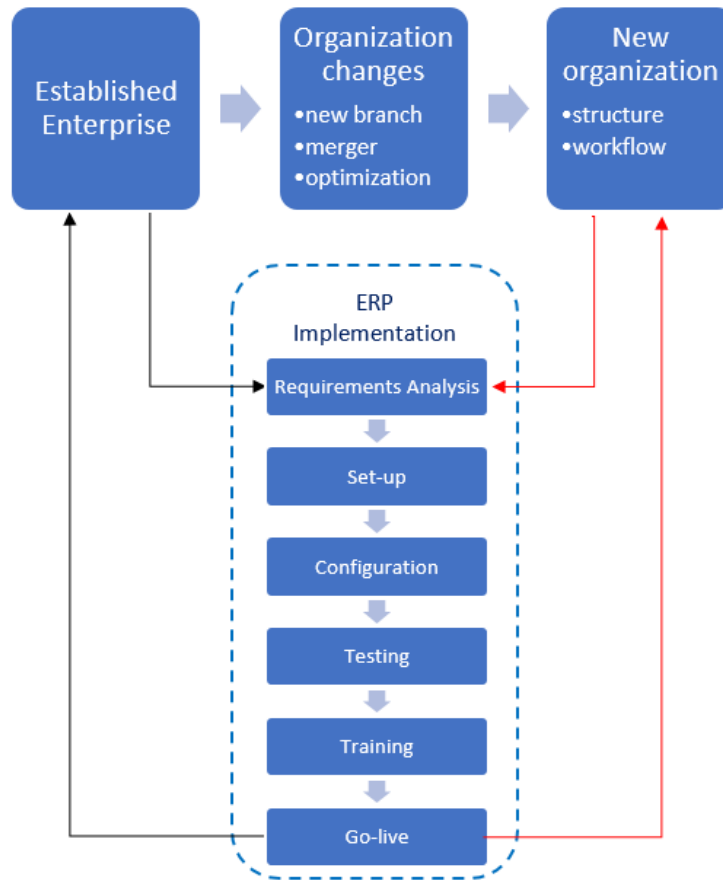 Established
Enterprise
Organization
changes
•new branch
•merger
•optimization
New
organization
•structure
•workflow
ERP
Implementation
Requirements Analysis
Set-up
Configuration
Testing
Training
Go-live